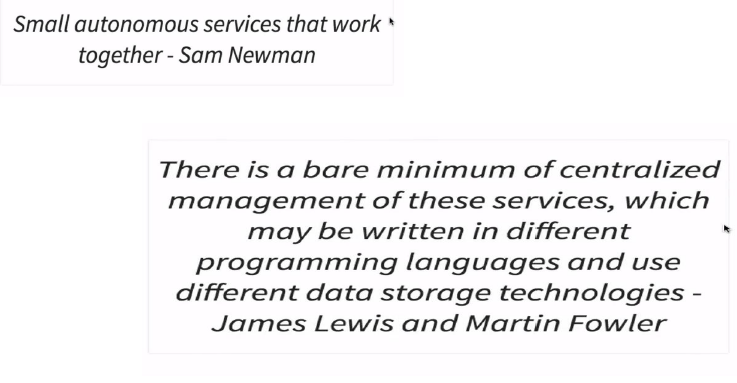 Small autonomous services that work
together - Sam Newman
There is a bare minimum of centralized
management of these services, which
may be written in different
programming languages and use
different data storage technologies -
James Lewis and Martin Fowler